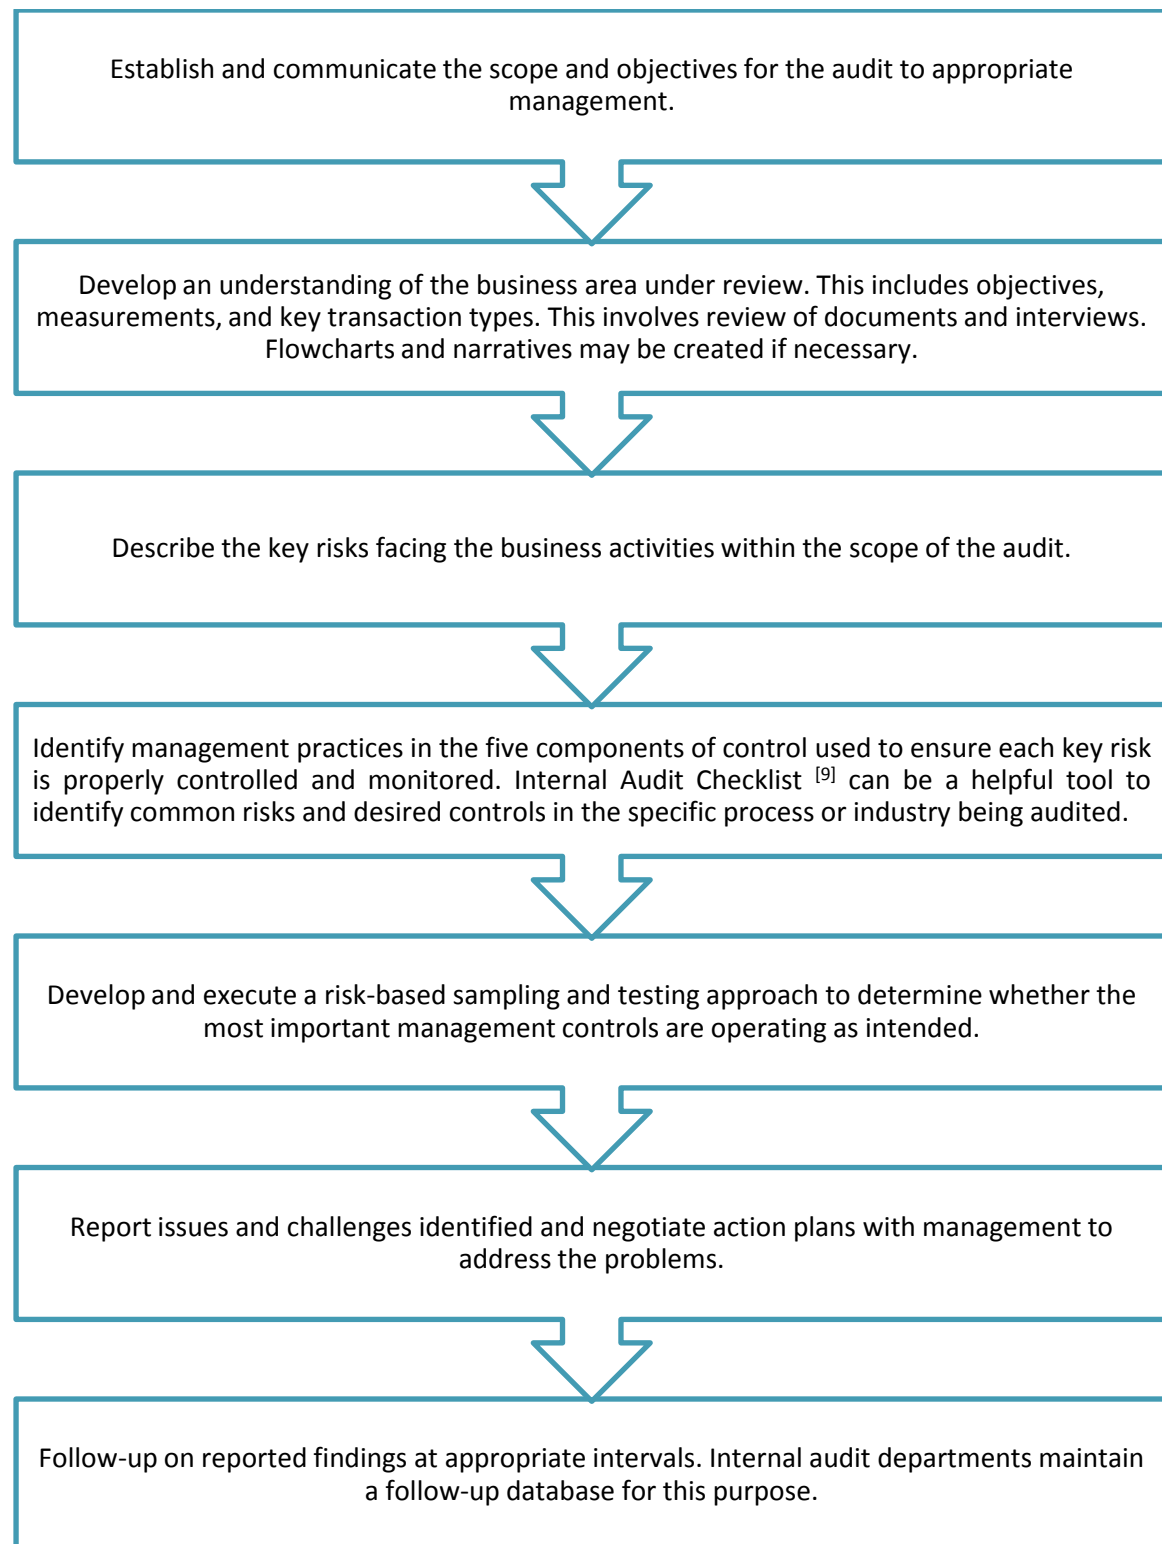 Establish and communicate the scope and objectives for the audit to appropriate
management.
Develop an understanding of the business area under review. This includes objectives,
measurements, and key transaction types. This involves review of documents and interviews.
Flowcharts and narratives may be created if necessary.
Describe the key risks facing the business activities within the scope of the audit.
Identify management practices in the five components of control used to ensure each key risk
is properly controlled and monitored. Internal Audit Checklist [9] can be a helpful tool to
identify common risks and desired controls in the specific process or industry being audited.
Develop and execute a risk-based sampling and testing approach to determine whether the
most important management controls are operating as intended.
Report issues and challenges identified and negotiate action plans with management to
address the problems.
Follow-up on reported findings at appropriate intervals. Internal audit departments maintain
a follow-up database for this purpose.